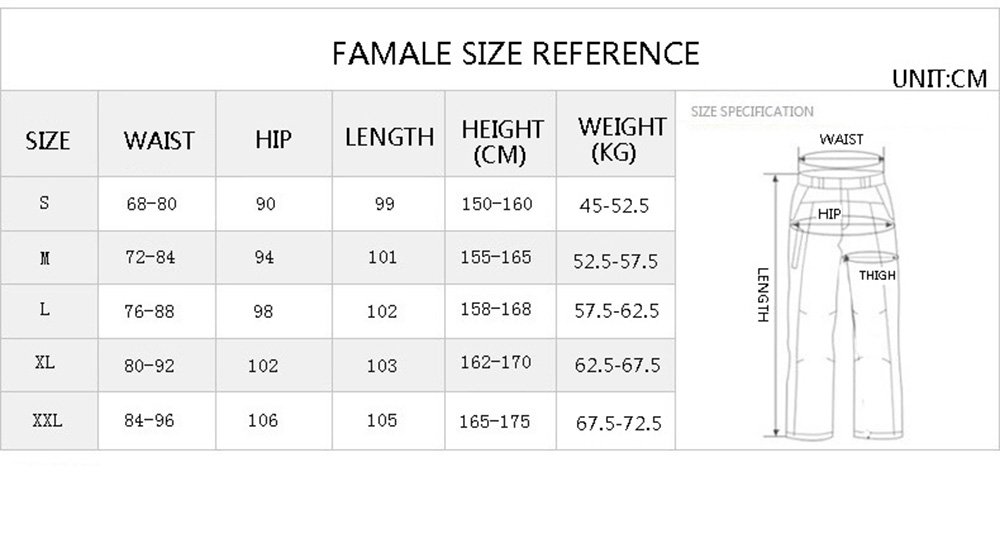 FAMALE SIZE REFERENCE
UNIT:CM
SIZE WAIST HIP LENGTH HEIGHT (CM) WEIGHT (KG)
S 68-80 90 99 150-160 45-52.5
M 72-84 94 101 155-165 52.5-57.5
L 76-88 98 102 158-168 57.5-62.5
XL 80-92 102 103 162-170 62.5-67.5
XXL 84-96 106 105 165-175 67.5-72.5
SIZE SPECIFICATION
WAIST
HIP
THIGH
LENGTH